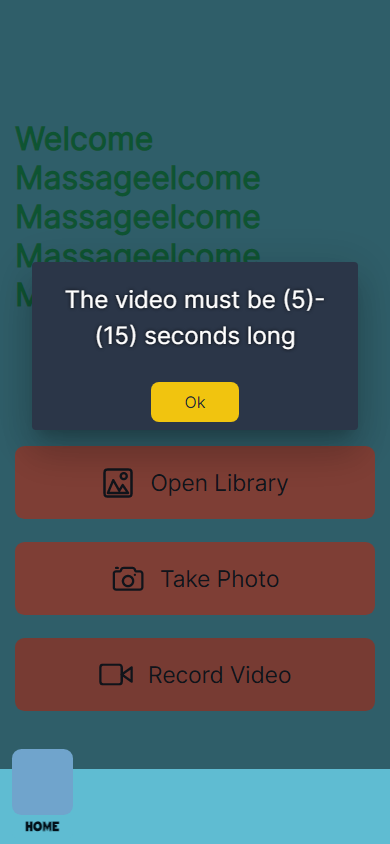 Welcome
Massageelcome
Massageelcome
Massageelcome
The video must be (5)-
(15) seconds long
Ok
Open Library
Take Photo
Record Video
HOME